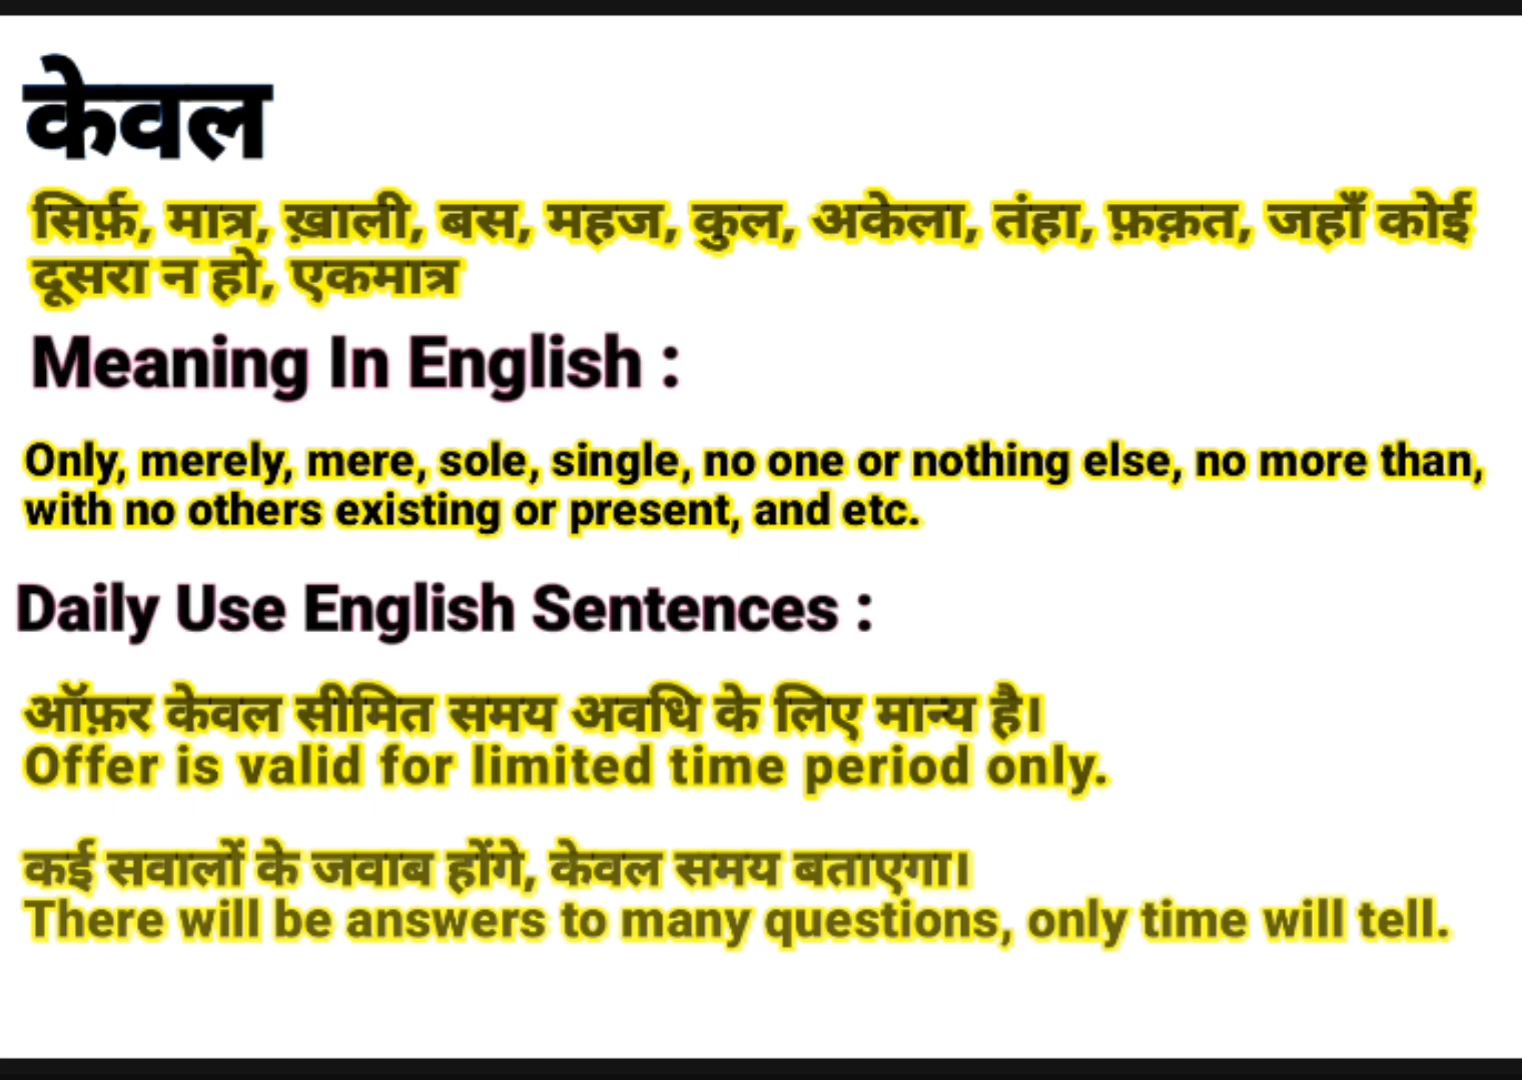 केवल
सिर्फ़, मात्र, ख़ाली, बस, महज, कुल, अकेला, तंहा, फ़क़त, जहाँ कोई
दूसरा न हो, एकमात्र
Meaning In English :
Only, merely, mere, sole, single, no one or nothing else, no more than,
with no others existing or present, and etc.
Daily Use English Sentences :
ऑफ़र केवल सीमित समय अवधि के लिए मान्य है।
Offer is valid for limited time period only.
कई सवालों के जवाब होंगे, केवल समय बताएगा।
There will be answers to many questions, only time will tell.